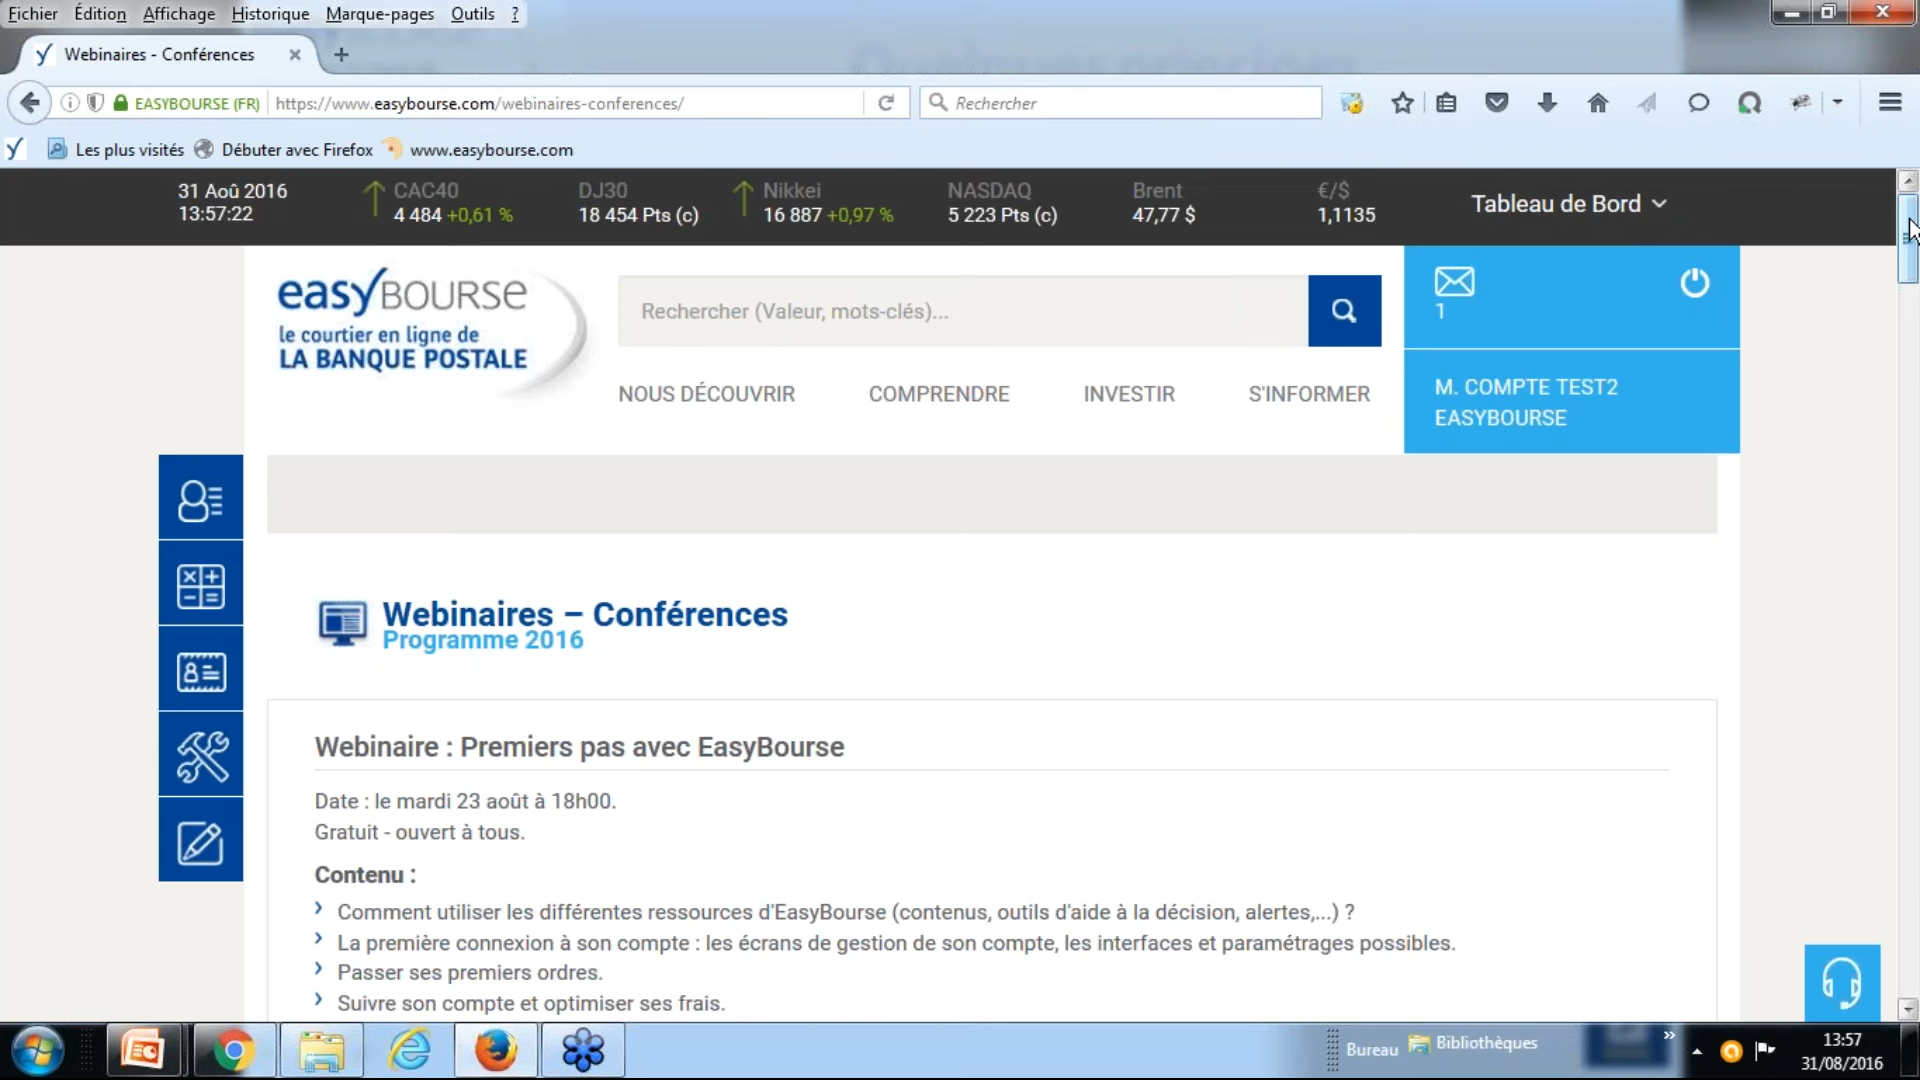 Fichier Édition Affichage Historique Marque-pages Outils ?
Webinaires - Conférences
EASYBOURSE (FR) https://www.easybourse.com/webinaires-conferences/
Rechercher
Les plus visités Débuter avec Firefox www.easybourse.com
31 Aoû 2016
13:57:22
CAC40
4 484 +0,61 %
DJ30
18 454 Pts (c)
Nikkei
16 887 +0,97 %
NASDAQ
5 223 Pts (c)
Brent
47,77 $
€/$
1,1135
Tableau de Bord
easyBOURSE
le courtier en ligne de
LA BANQUE POSTALE
Rechercher (Valeur, mots-clés)...
1
NOUS DÉCOUVRIR COMPRENDRE INVESTIR S'INFORMER
M. COMPTE TEST2
EASYBOURSE
Webinaires – Conférences
Programme 2016
Webinaire : Premiers pas avec EasyBourse
Date : le mardi 23 août à 18h00.
Gratuit - ouvert à tous.
Contenu :
Comment utiliser les différentes ressources d'EasyBourse (contenus, outils d'aide à la décision, alertes,...) ?
La première connexion à son compte : les écrans de gestion de son compte, les interfaces et paramétrages possibles.
Passer ses premiers ordres.
Suivre son compte et optimiser ses frais.
Bureau Bibliothèques
13:57
31/08/2016